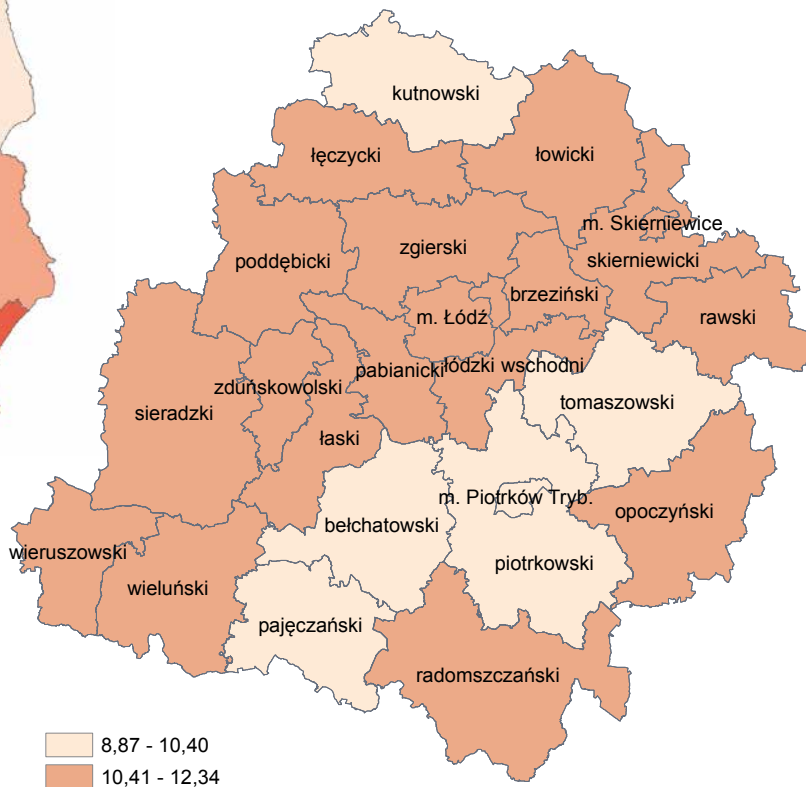 kutnowski
łęczycki
łowicki
m. Skierniewice
zgierski
skierniewicki
poddębicki
brzeziński
m. Łódź
rawski
pabianicki
łódzki wschodni
zduńskowolski
tomaszowski
sieradzki
łaski
m. Piotrków Tryb.
opoczyński
bełchatowski
wieruszowski
piotrkowski
wieluński
pajęczański
radomszczański
8,87 - 10,40
10,41 - 12,34